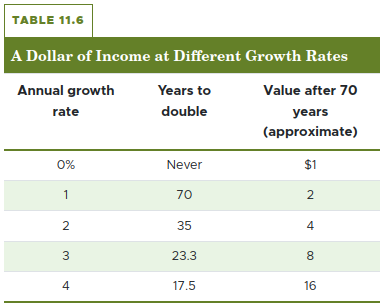 TABLE 11.6
A Dollar of Income at Different Growth Rates
Annual growth rate Years to double Value after 70 years (approximate)
0% Never $1
1 70 2
2 35 4
3 23.3 8
4 17.5 16